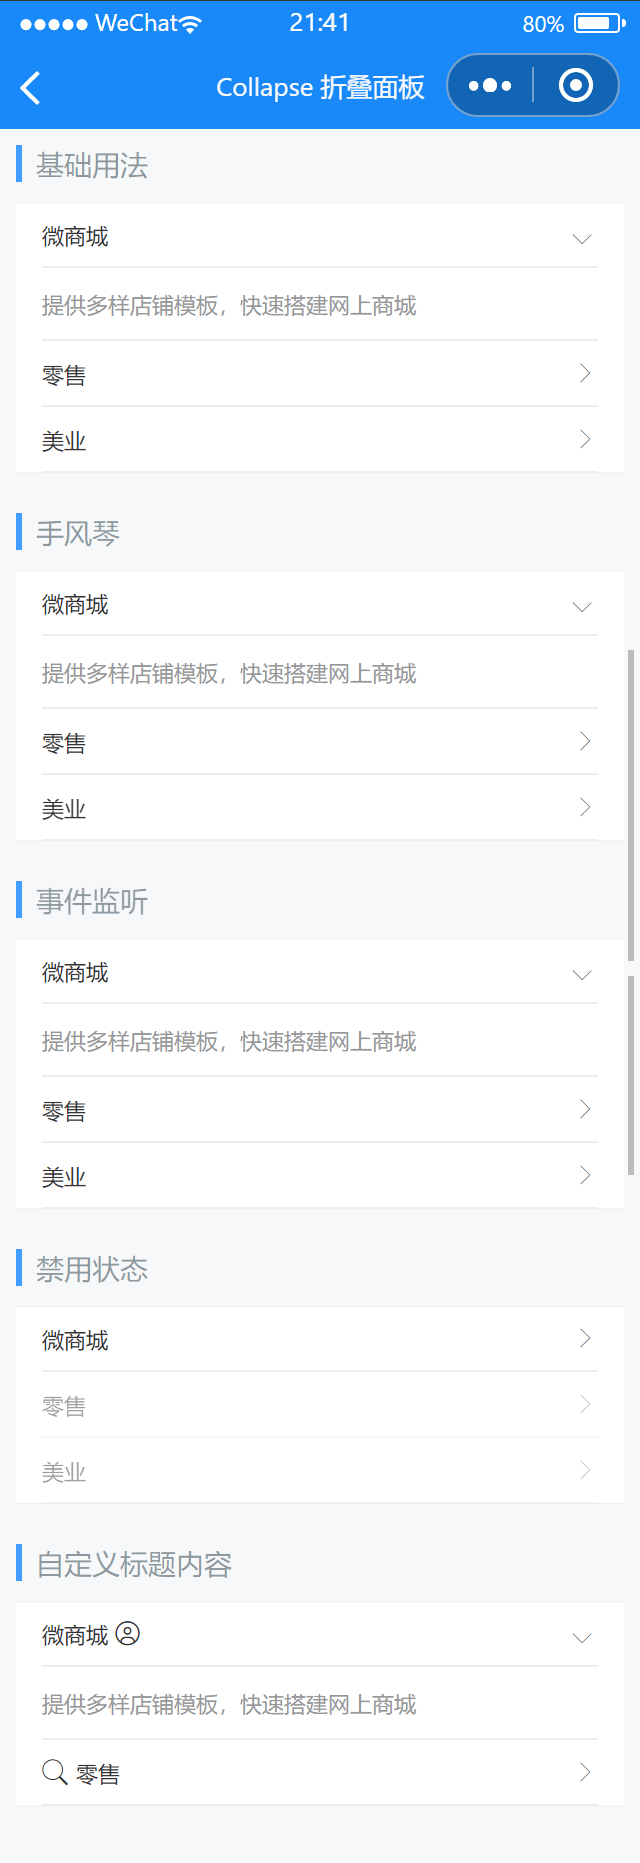 WeChat 21:41 80%
Collapse 折叠面板
基础用法
微商城
提供多样店铺模板，快速搭建网上商城
零售
美业
手风琴
微商城
提供多样店铺模板，快速搭建网上商城
零售
美业
事件监听
微商城
提供多样店铺模板，快速搭建网上商城
零售
美业
禁用状态
微商城
零售
美业
自定义标题内容
微商城
提供多样店铺模板，快速搭建网上商城
零售